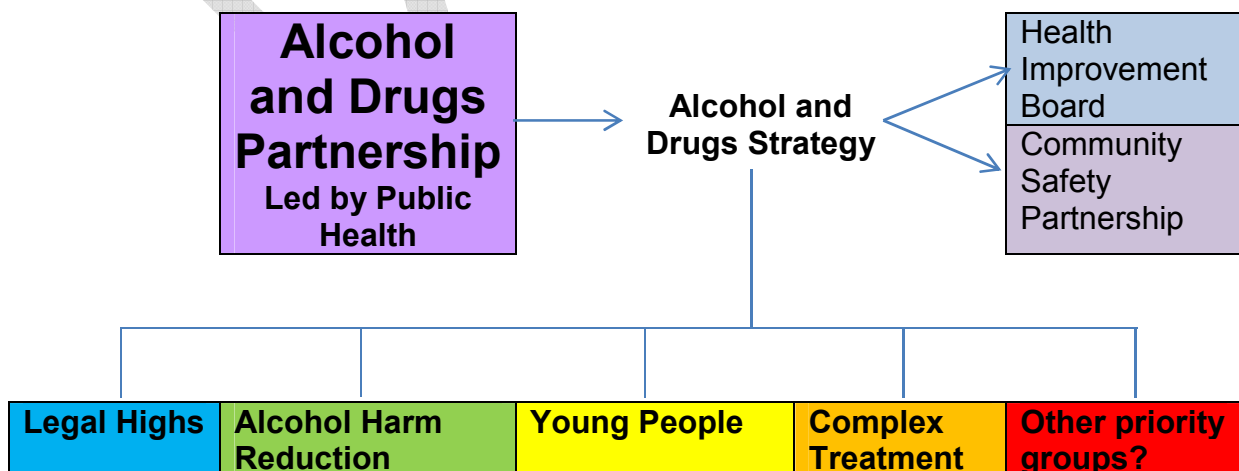 Alcohol
and Drugs
Partnership
Led by Public
Health
Alcohol and
Drugs Strategy
Health
Improvement
Board
Community
Safety
Partnership
Legal Highs
Alcohol Harm
Reduction
Young People
Complex
Treatment
Other priority
groups?